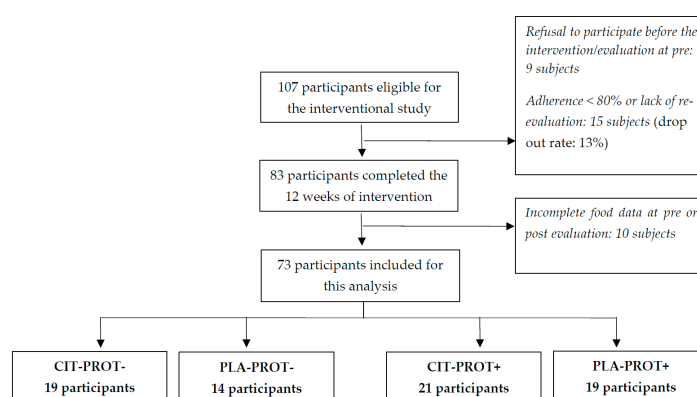 Refusal to participate before the
intervention/evaluation at pre:
9 subjects
Adherence < 80% or lack of re-
evaluation: 15 subjects (drop
out rate: 13%)
107 participants eligible for
the interventional study
83 participants completed the
12 weeks of intervention
Incomplete food data at pre or
post evaluation: 10 subjects
73 participants included for
this analysis
CIT-PROT-
19 participants
PLA-PROT-
14 participants
CIT-PROT+
21 participants
PLA-PROT+
19 participants